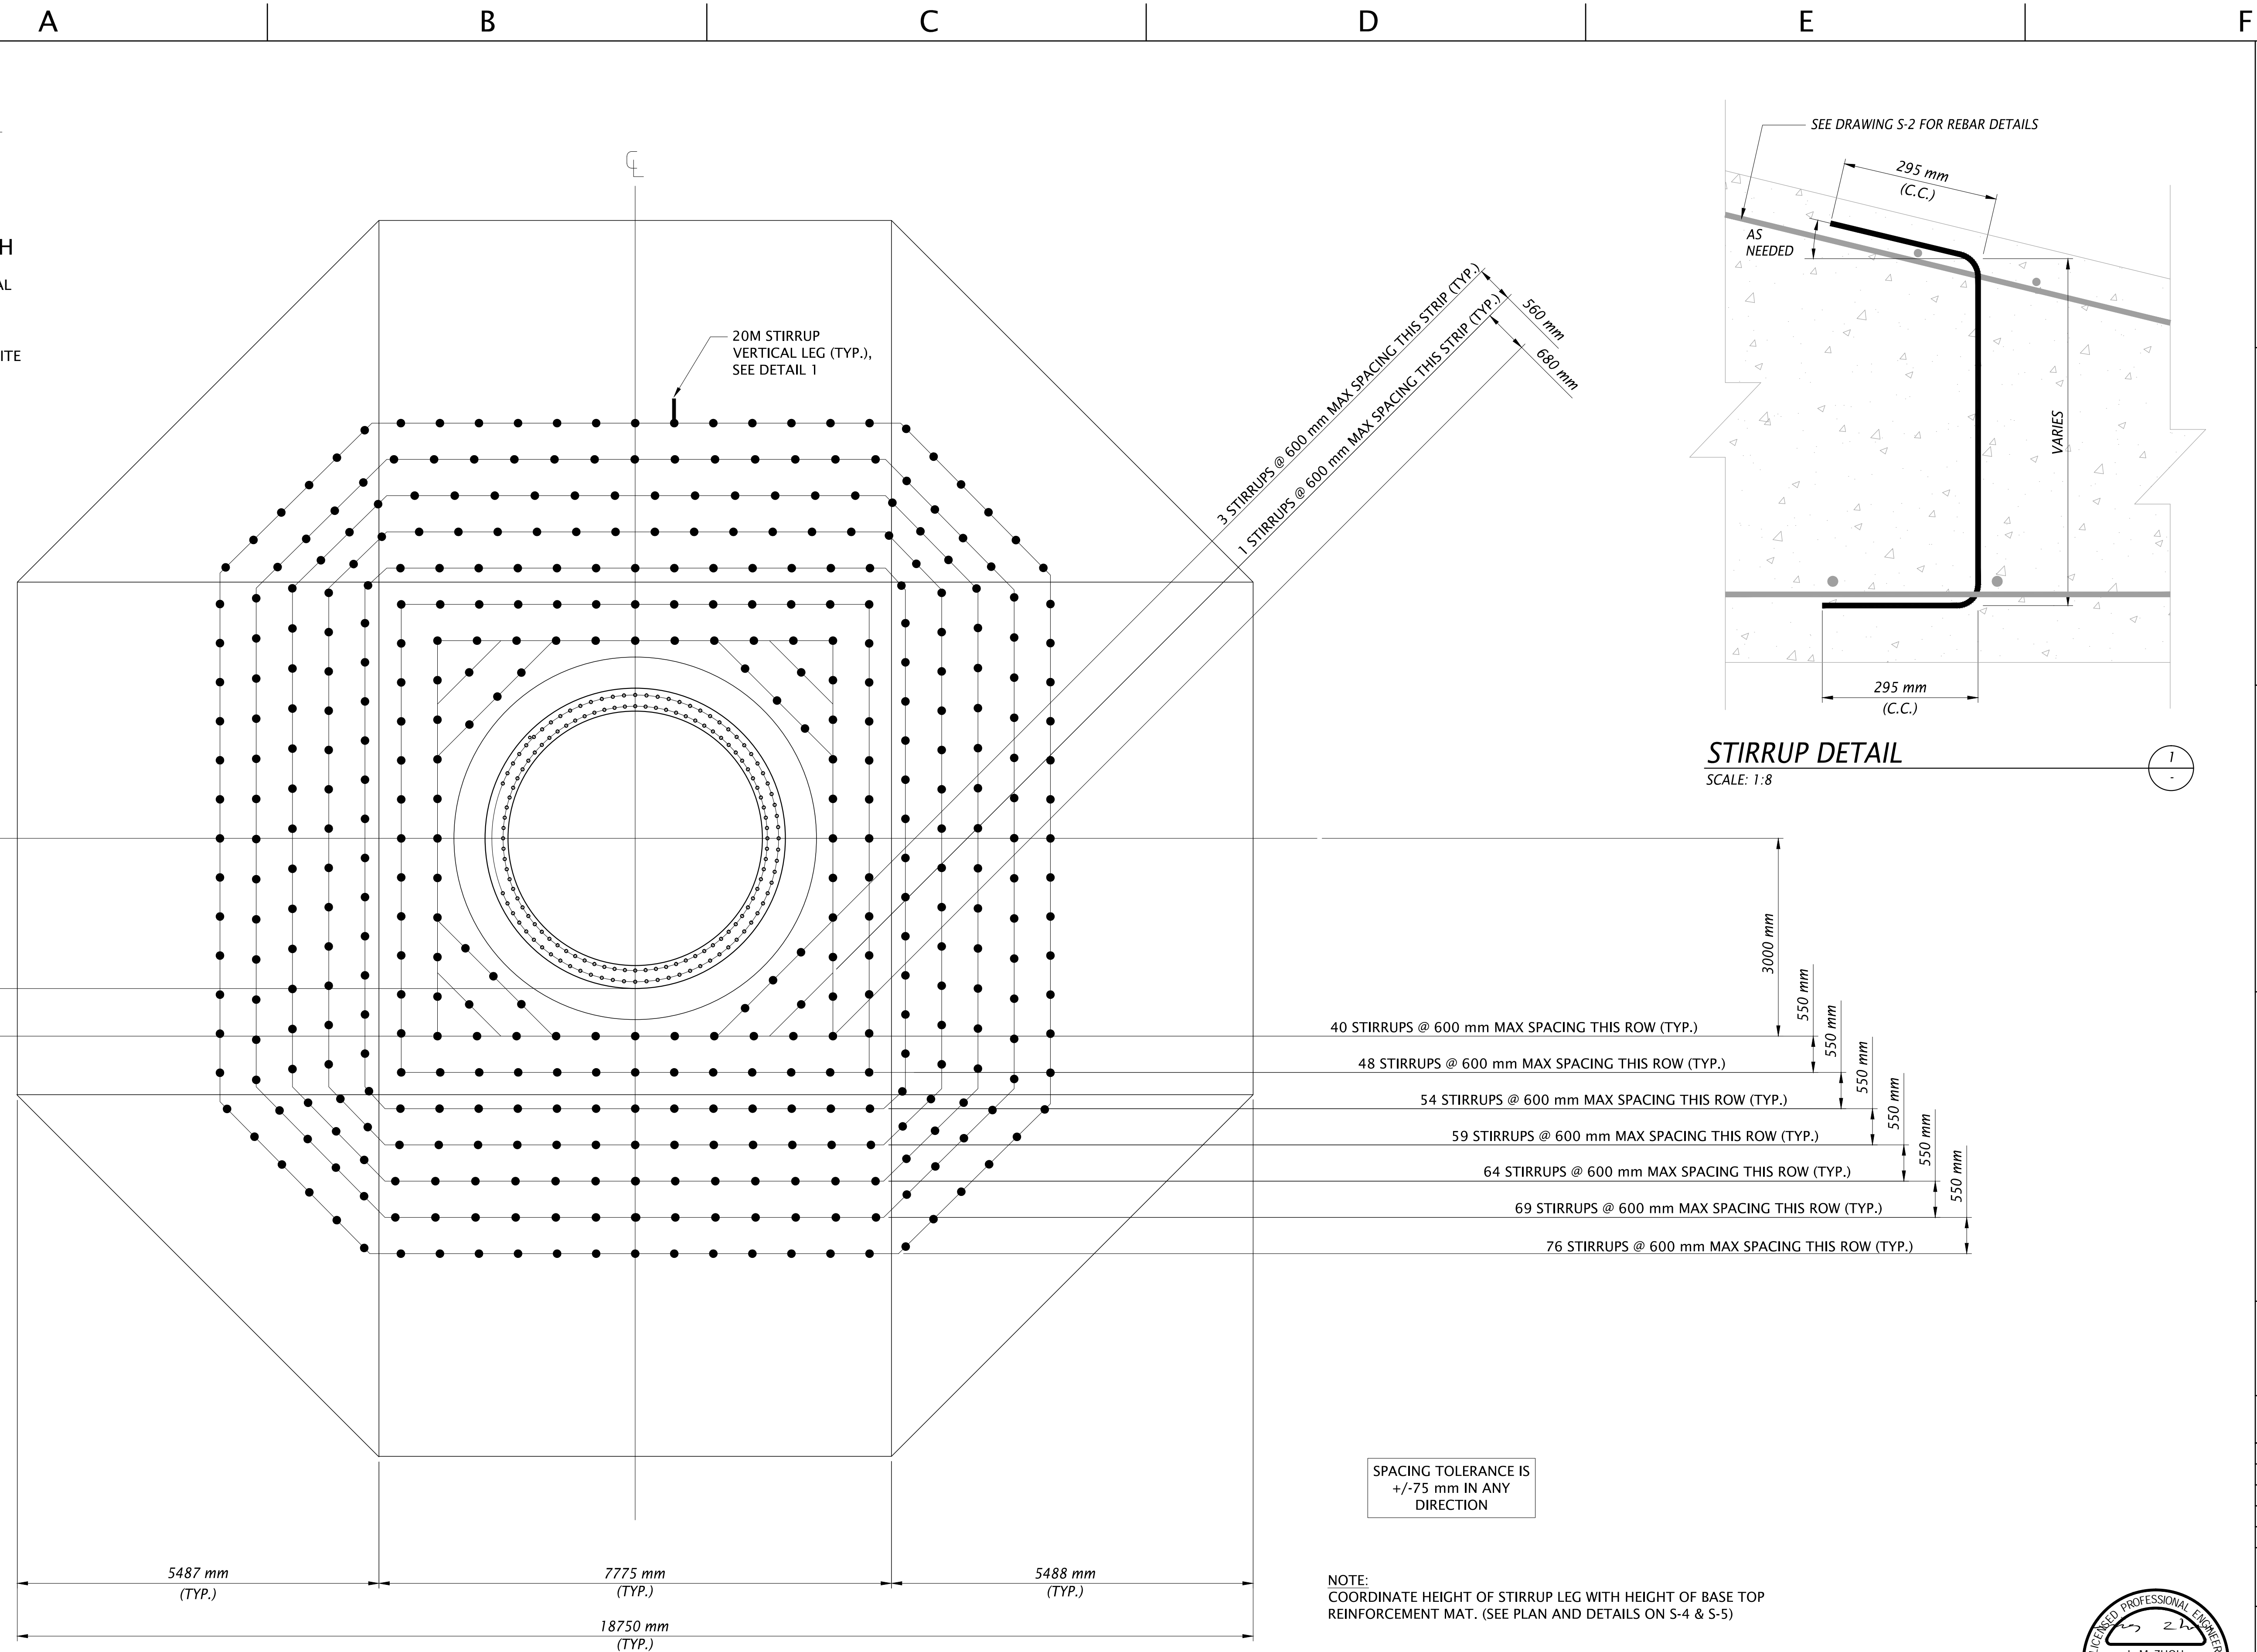 A
B
C
D
E
F
H
AL
ITE
℄
20M STIRRUP
VERTICAL LEG (TYP.),
SEE DETAIL 1
3 STIRRUPS @ 600 mm MAX SPACING THIS STRIP (TYP.)
1 STIRRUPS @ 600 mm MAX SPACING THIS STRIP (TYP.)
560 mm
680 mm
SEE DRAWING S-2 FOR REBAR DETAILS
295 mm
(C.C.)
AS
NEEDED
VARIES
295 mm
(C.C.)
STIRRUP DETAIL
SCALE: 1:8
1
-
3000 mm
550 mm
550 mm
550 mm
550 mm
550 mm
550 mm
40 STIRRUPS @ 600 mm MAX SPACING THIS ROW (TYP.)
48 STIRRUPS @ 600 mm MAX SPACING THIS ROW (TYP.)
54 STIRRUPS @ 600 mm MAX SPACING THIS ROW (TYP.)
59 STIRRUPS @ 600 mm MAX SPACING THIS ROW (TYP.)
64 STIRRUPS @ 600 mm MAX SPACING THIS ROW (TYP.)
69 STIRRUPS @ 600 mm MAX SPACING THIS ROW (TYP.)
76 STIRRUPS @ 600 mm MAX SPACING THIS ROW (TYP.)
SPACING TOLERANCE IS
+/-75 mm IN ANY
DIRECTION
5487 mm
(TYP.)
7775 mm
(TYP.)
5488 mm
(TYP.)
18750 mm
(TYP.)
NOTE:
COORDINATE HEIGHT OF STIRRUP LEG WITH HEIGHT OF BASE TOP
REINFORCEMENT MAT. (SEE PLAN AND DETAILS ON S-4 & S-5)
LICENSED PROFESSIONAL ENGINEER